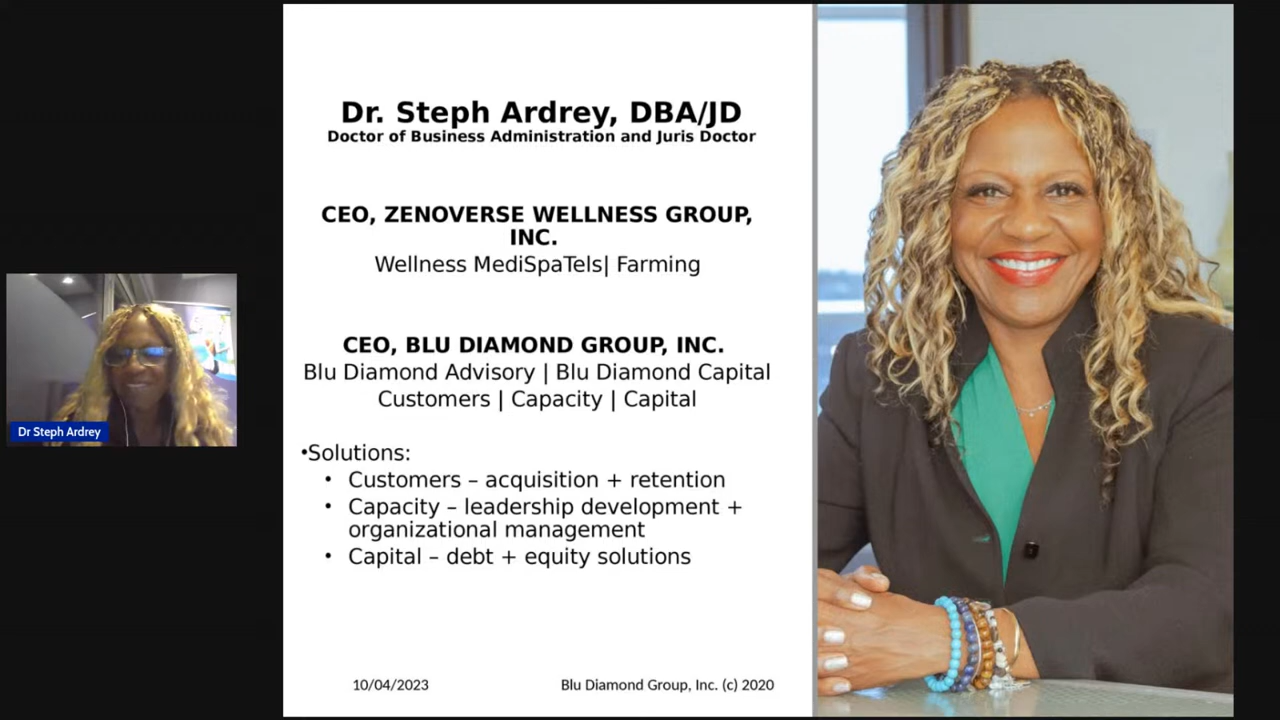 Dr. Steph Ardrey, DBA/JD
Doctor of Business Administration and Juris Doctor
CEO, ZENOVERSE WELLNESS GROUP,
INC.
Wellness MediSpaTels| Farming
CEO, BLU DIAMOND GROUP, INC.
Blu Diamond Advisory | Blu Diamond Capital
Customers | Capacity | Capital
•Solutions:
• Customers – acquisition + retention
• Capacity – leadership development +
organizational management
• Capital – debt + equity solutions
10/04/2023 Blu Diamond Group, Inc. (c) 2020
Dr Steph Ardrey